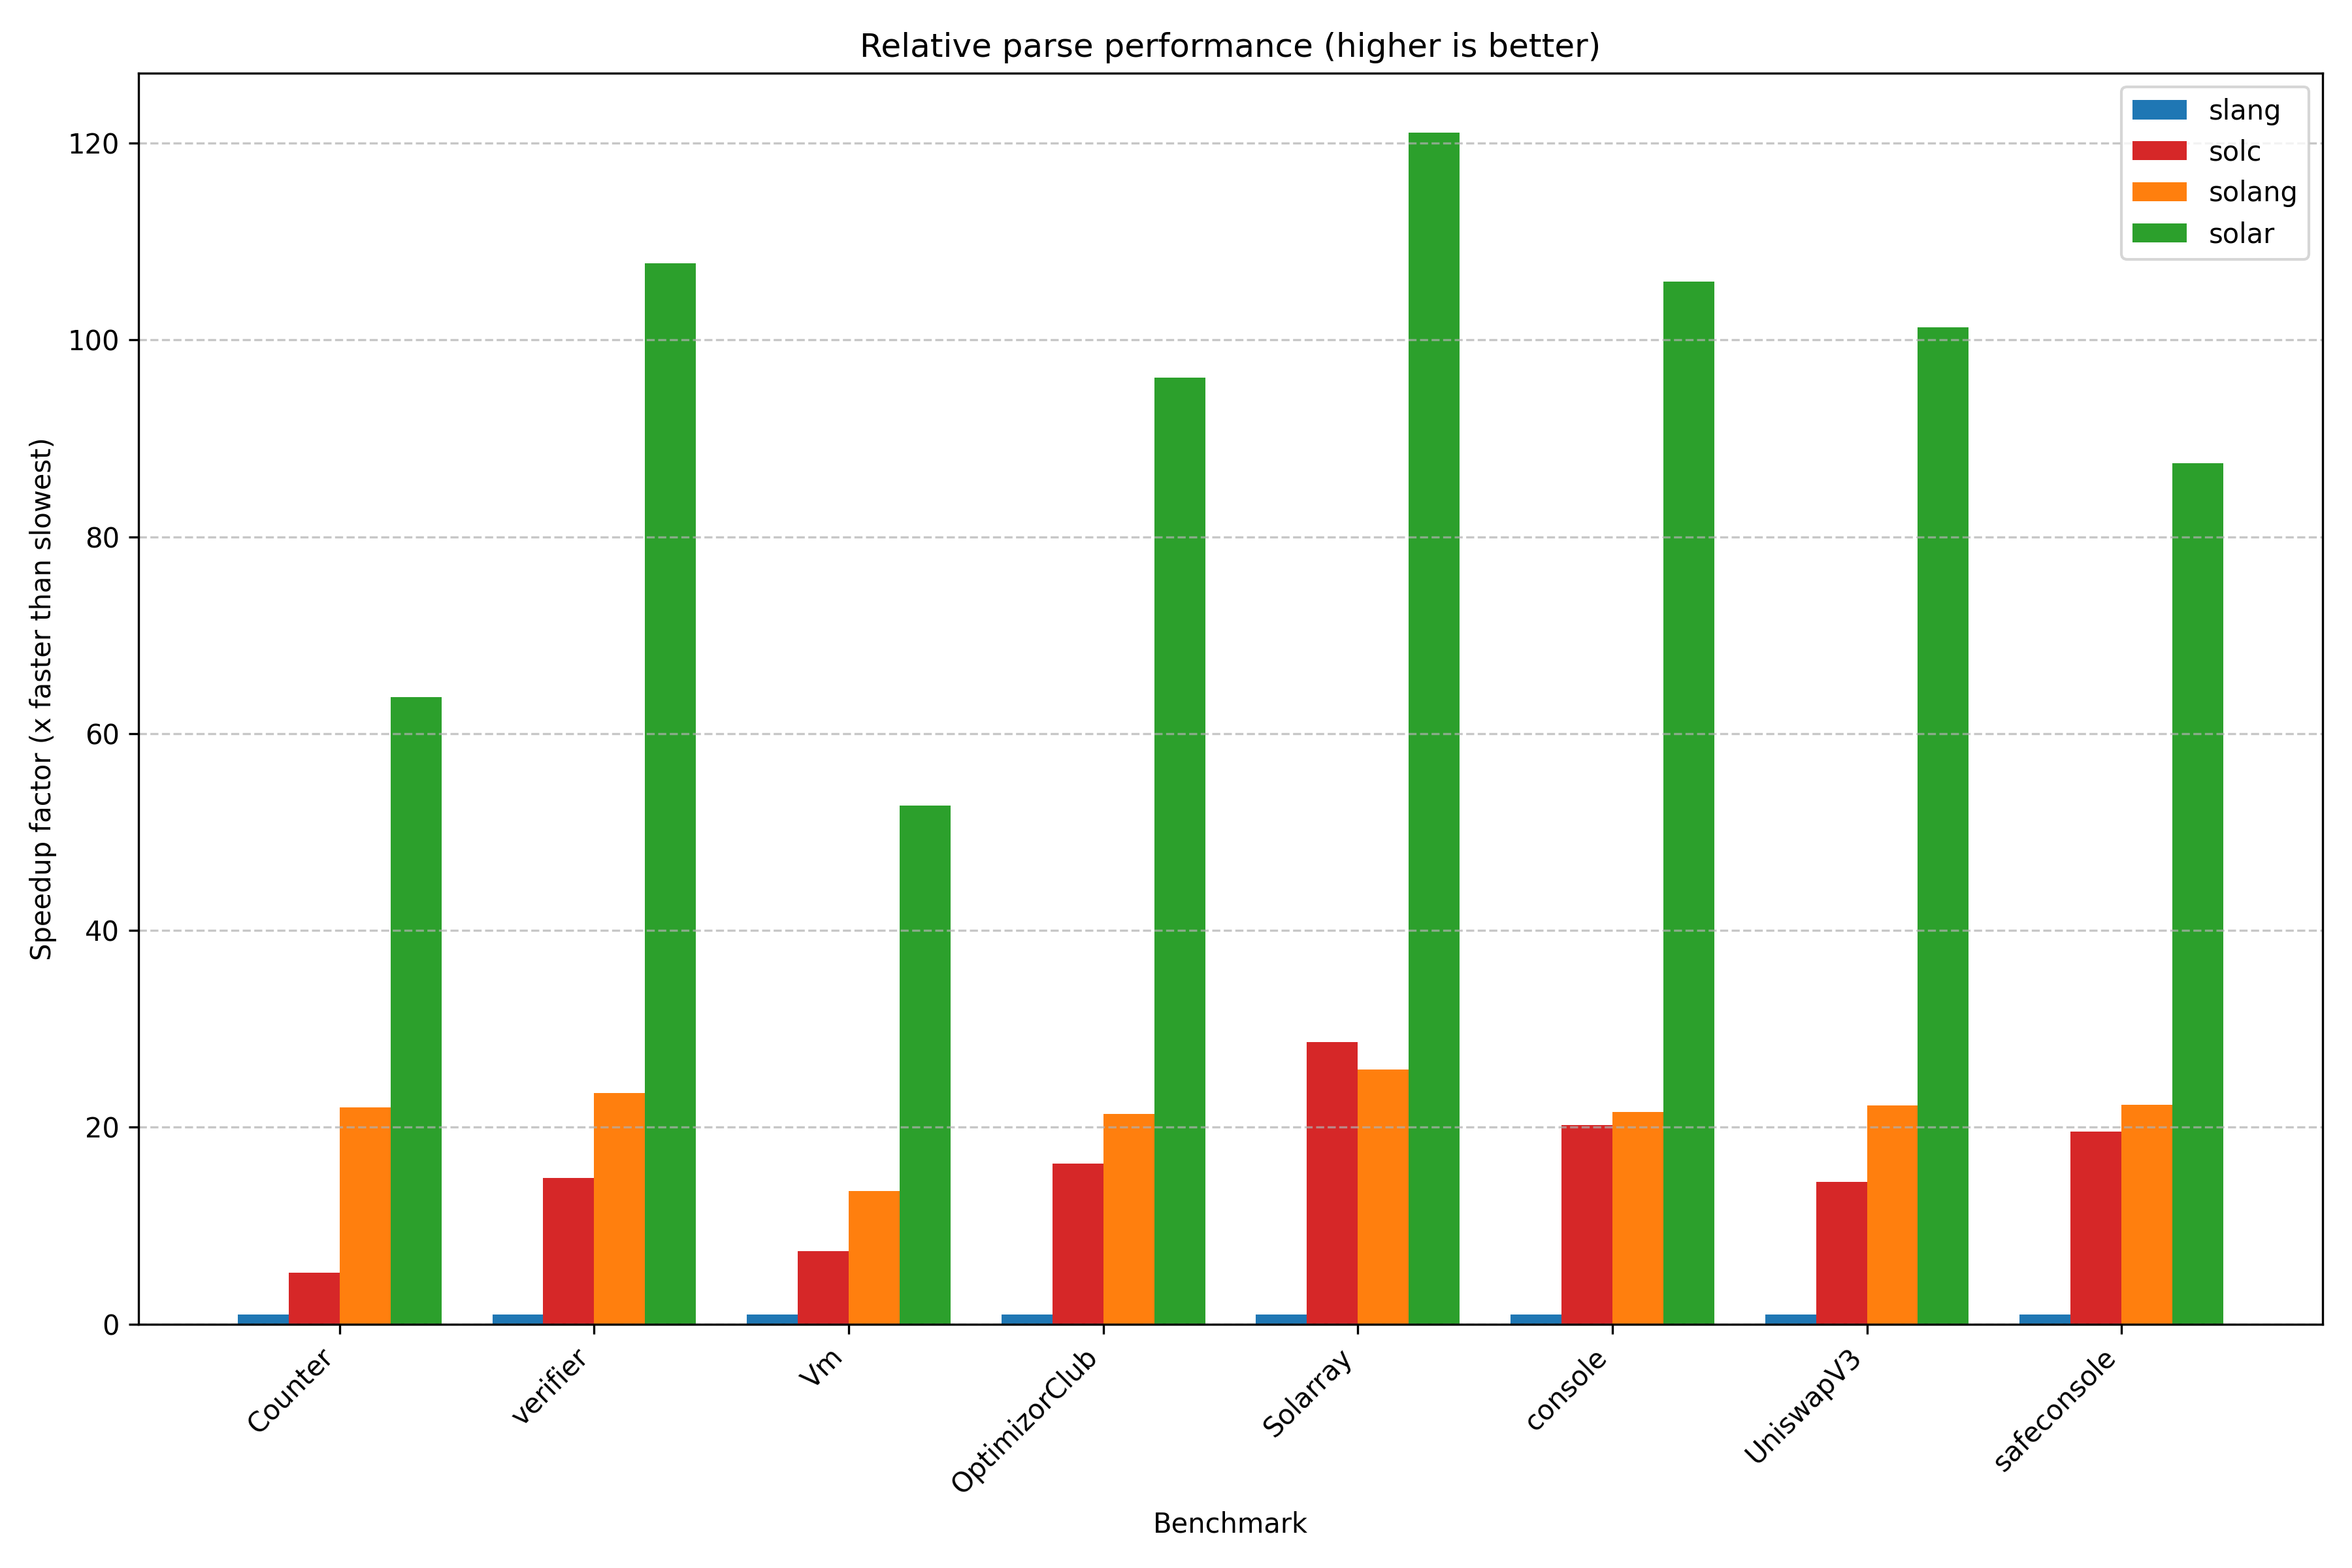 Relative parse performance (higher is better)
slang
solc
solang
solar
Speedup factor (x faster than slowest)
120
100
80
60
40
20
0
Counter
verifier
Vm
OptimizorClub
Solarray
console
UniswapV3
safeconsole
Benchmark